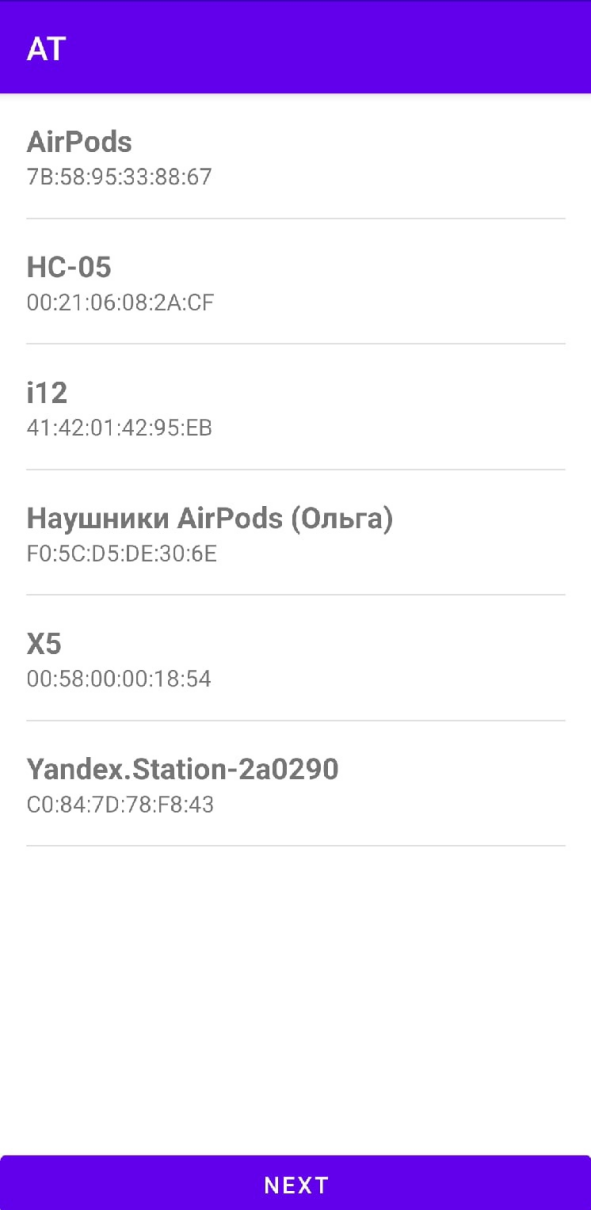 AT
AirPods
7B:58:95:33:88:67
HC-05
00:21:06:08:2A:CF
i12
41:42:01:42:95:EB
Наушники AirPods (Ольга)
F0:5C:D5:DE:30:6E
X5
00:58:00:00:18:54
Yandex.Station-2a0290
C0:84:7D:78:F8:43
NEXT